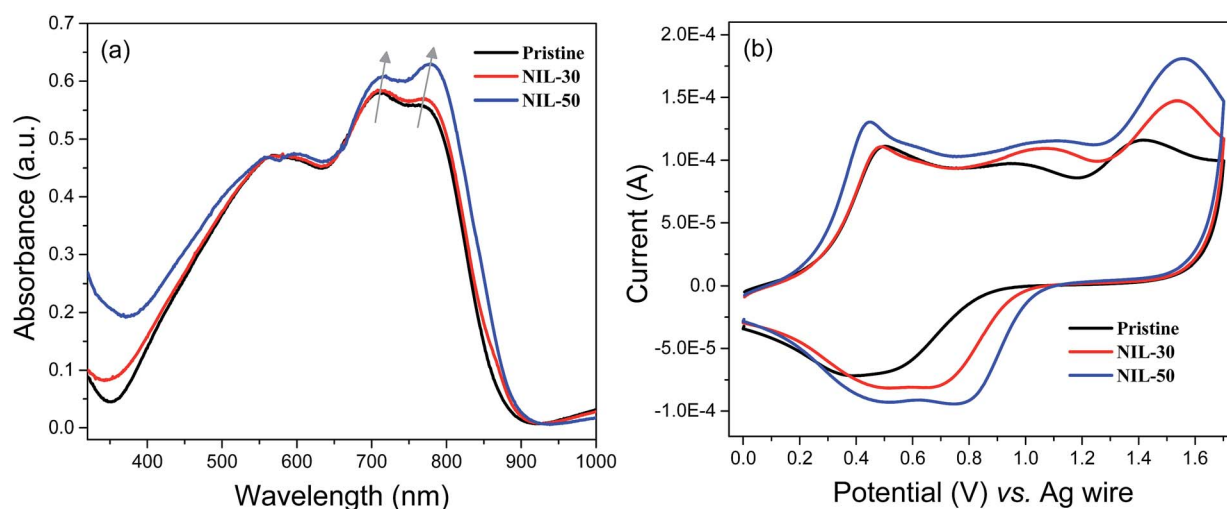 (a)
Pristine
NIL-30
NIL-50
0.7
0.6
0.5
0.4
0.3
0.2
0.1
0.0
Absorbance (a.u.)
400 500 600 700 800 900 1000
Wavelength (nm)
(b)
2.0E-4
1.5E-4
1.0E-4
5.0E-5
0.0
-5.0E-5
-1.0E-4
Current (A)
Pristine
NIL-30
NIL-50
0.0 0.2 0.4 0.6 0.8 1.0 1.2 1.4 1.6
Potential (V) vs. Ag wire